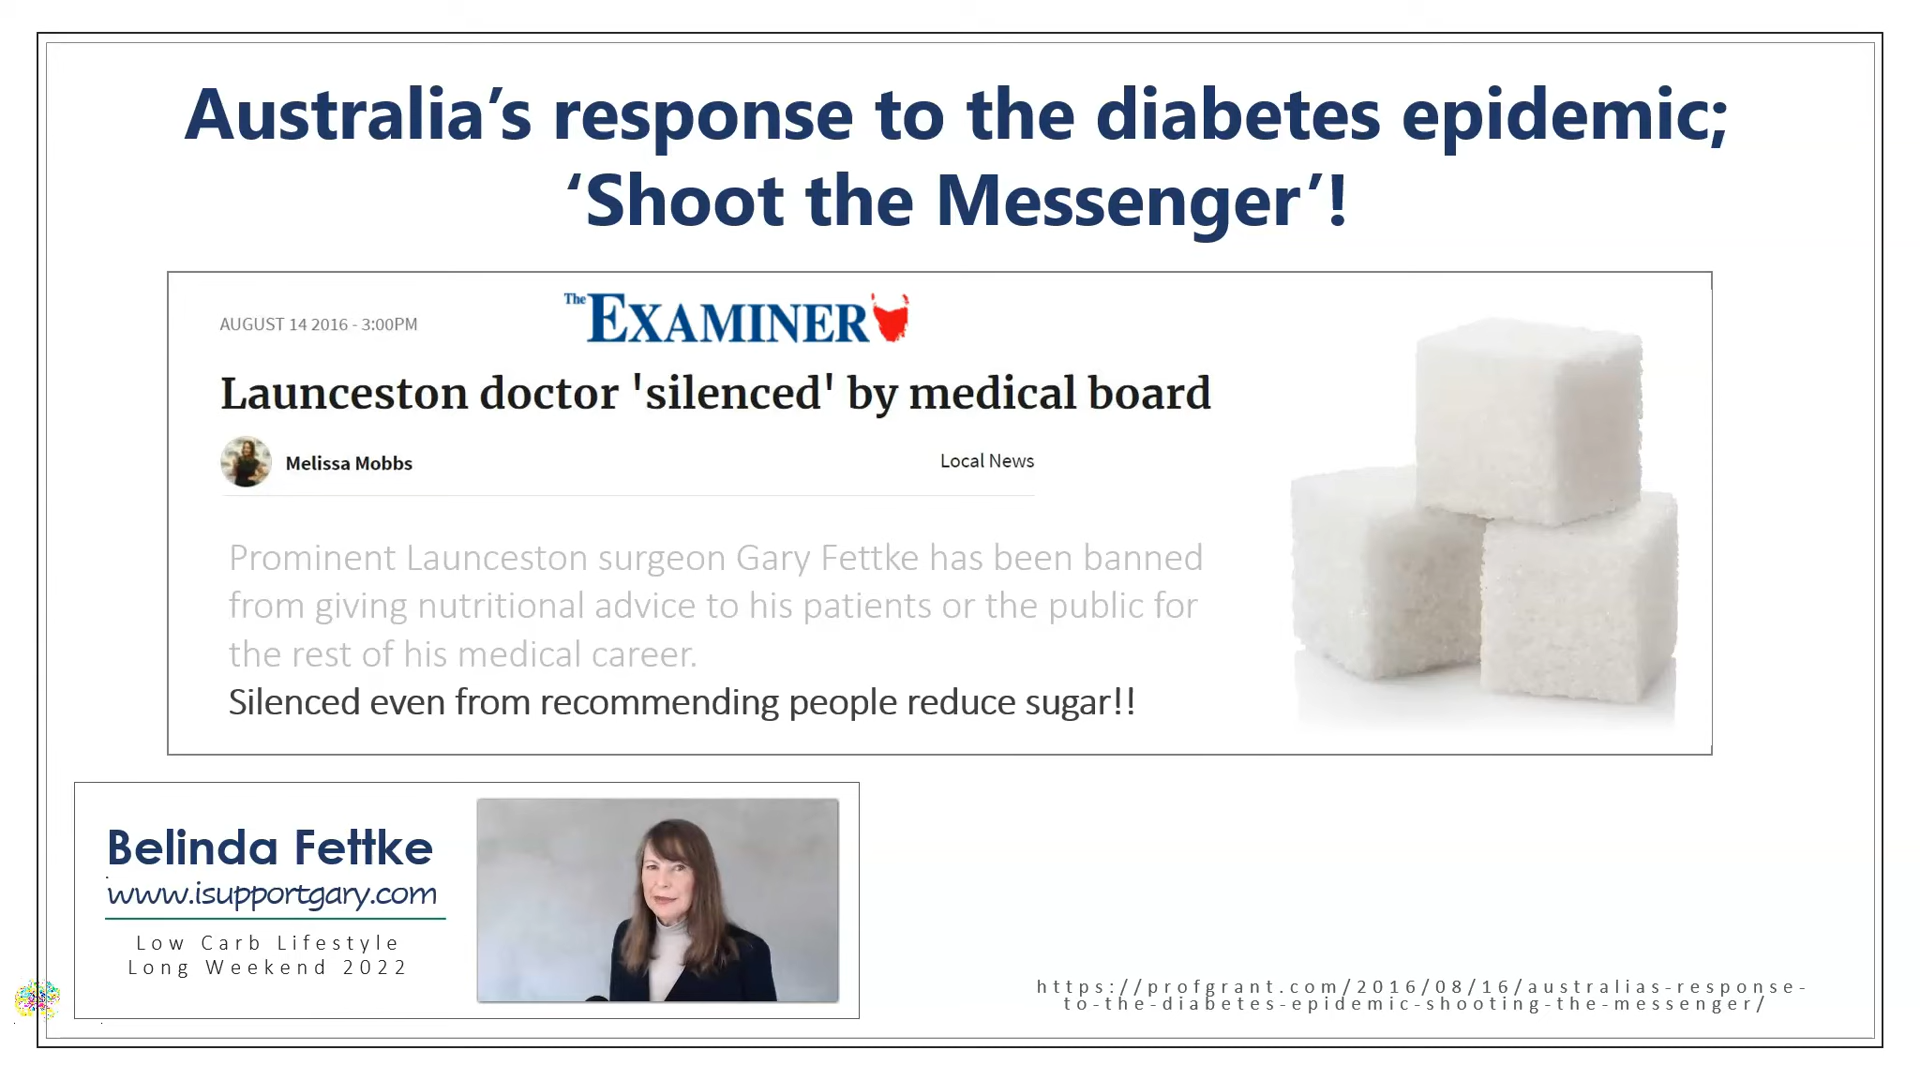 Australia’s response to the diabetes epidemic;
‘Shoot the Messenger’!
AUGUST 14 2016 - 3:00PM
The EXAMINER
Launceston doctor 'silenced' by medical board
Melissa Mobbs
Local News
Prominent Launceston surgeon Gary Fettke has been banned
from giving nutritional advice to his patients or the public for
the rest of his medical career.
Silenced even from recommending people reduce sugar!!
Belinda Fettke
www.isupportgary.com
Low Carb Lifestyle
Long Weekend 2022
https://profgrant.com/2016/08/16/australias-response-
to-the-diabetes-epidemic-shooting-the-messenger/